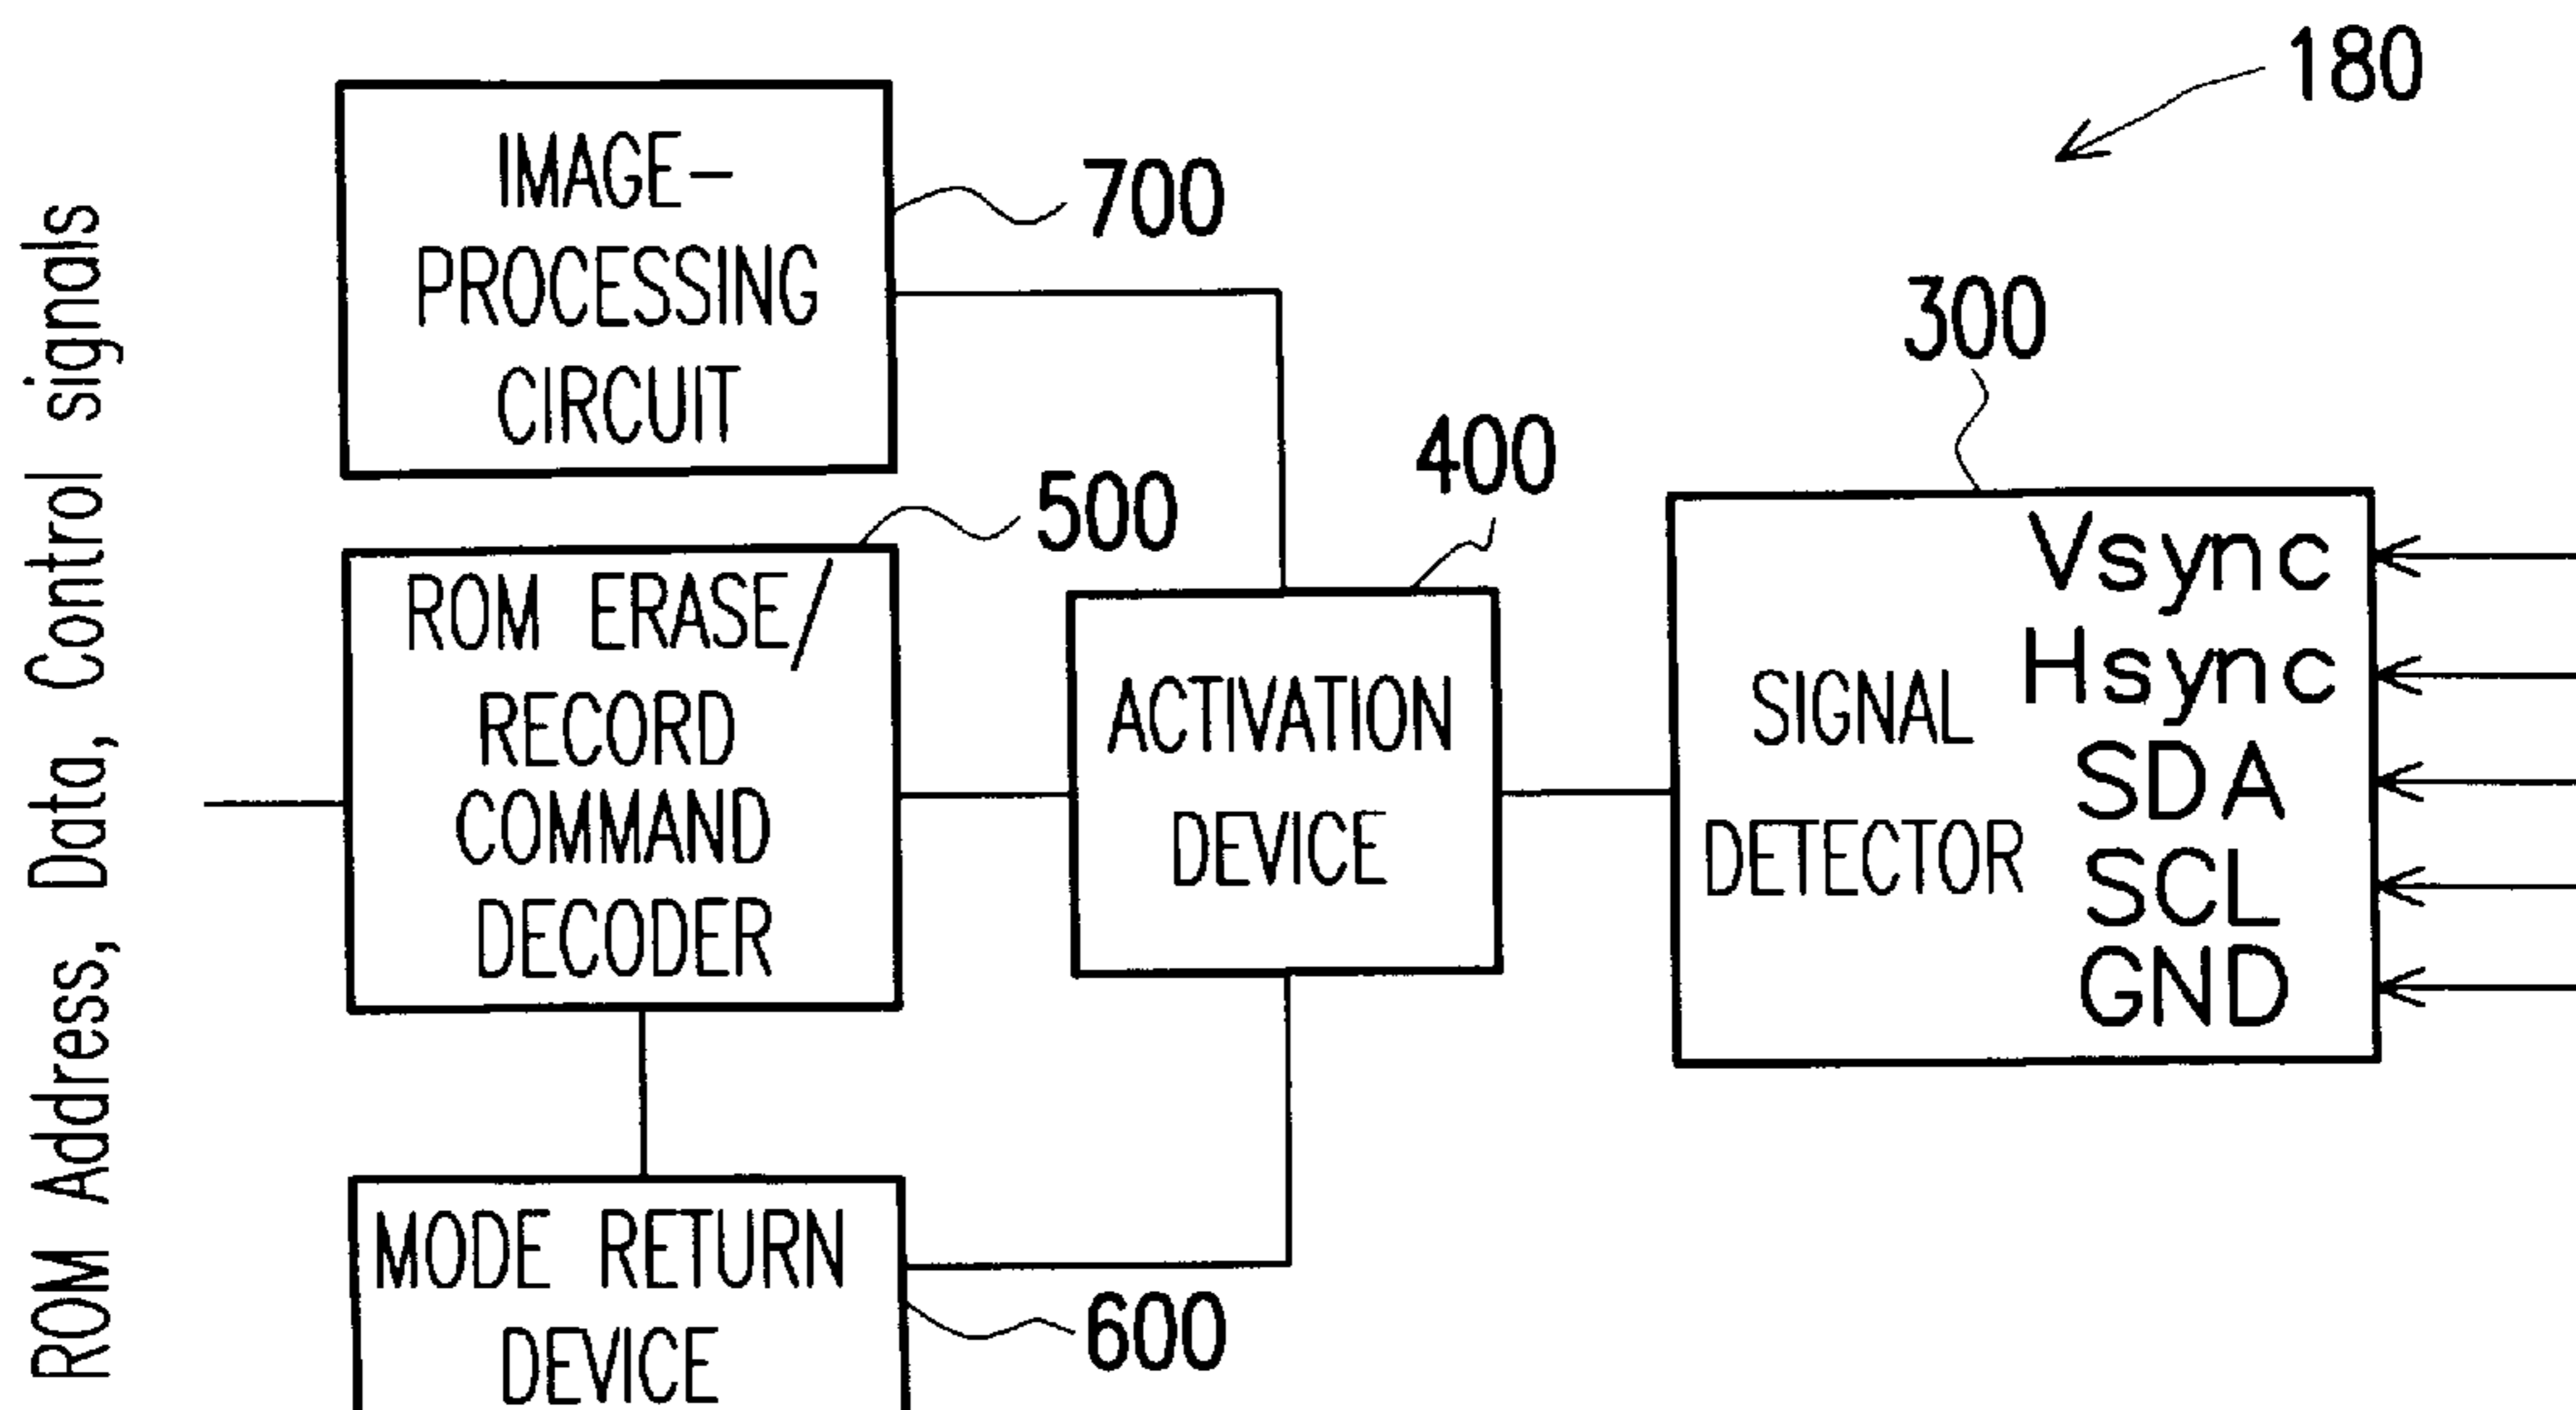 180
IMAGE-
PROCESSING
CIRCUIT
700
300
400
500
ROM ERASE/
RECORD
COMMAND
DECODER
ACTIVATION
DEVICE
SIGNAL
DETECTOR
Vsync
Hsync
SDA
SCL
GND
MODE RETURN
DEVICE
600
ROM Address, Data, Control signals